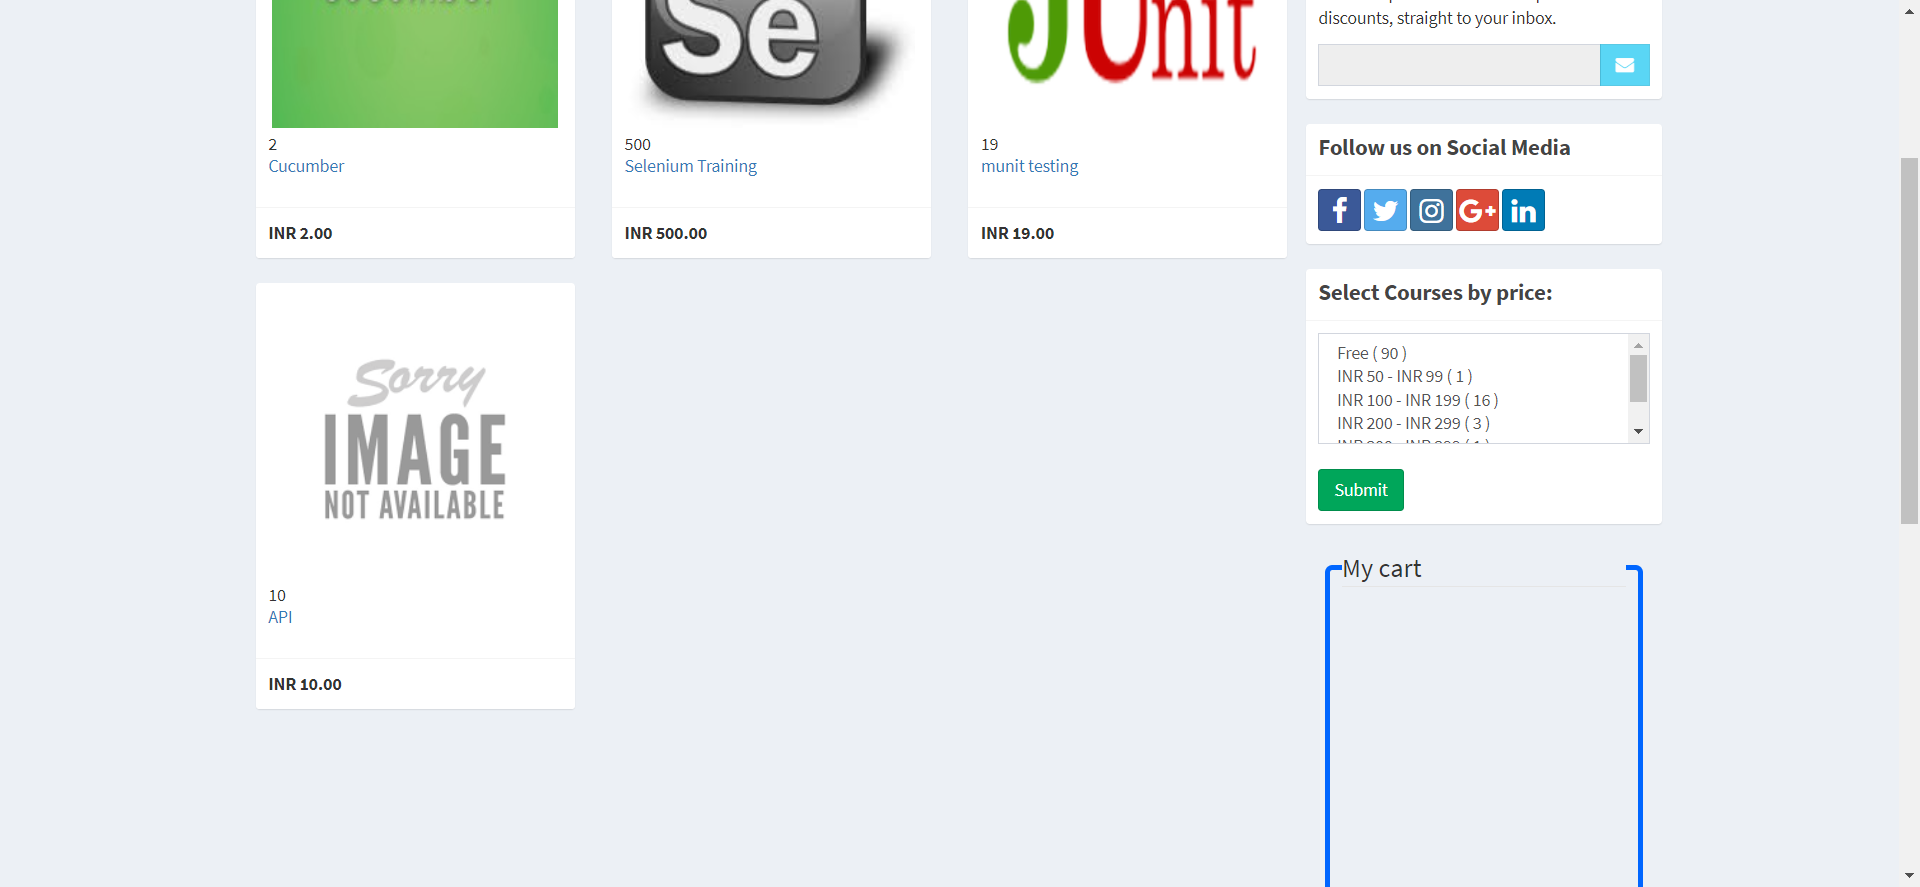 Se
JUnit
2
Cucumber
INR 2.00
500
Selenium Training
INR 500.00
19
munit testing
INR 19.00
Sorry
IMAGE
NOT AVAILABLE
10
API
INR 10.00
discounts, straight to your inbox.
Follow us on Social Media
f
G+
in
Select Courses by price:
Free ( 90 )
INR 50 - INR 99 ( 1 )
INR 100 - INR 199 ( 16 )
INR 200 - INR 299 ( 3 )
Submit
My cart